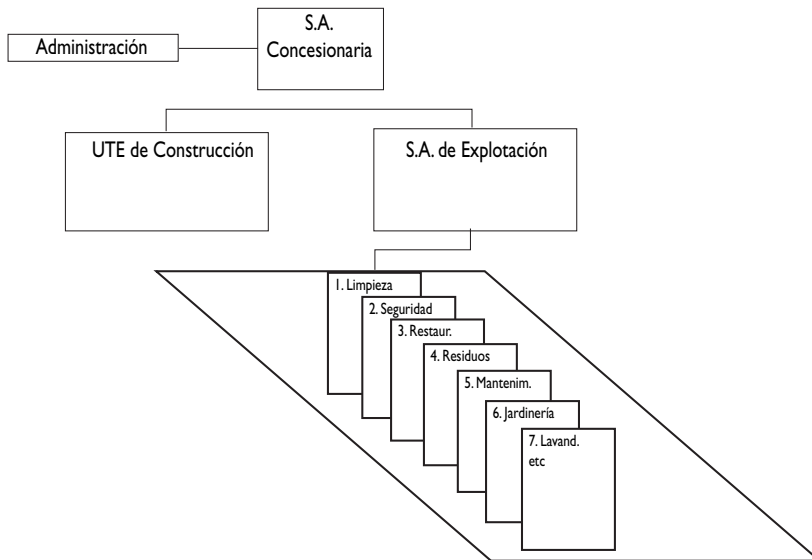 S.A.
Concesionaria
Administración
UTE de Construcción
S.A. de Explotación
1. Limpieza
2. Seguridad
3. Restaur.
4. Residuos
5. Mantenim.
6. Jardinería
7. Lavand.
etc